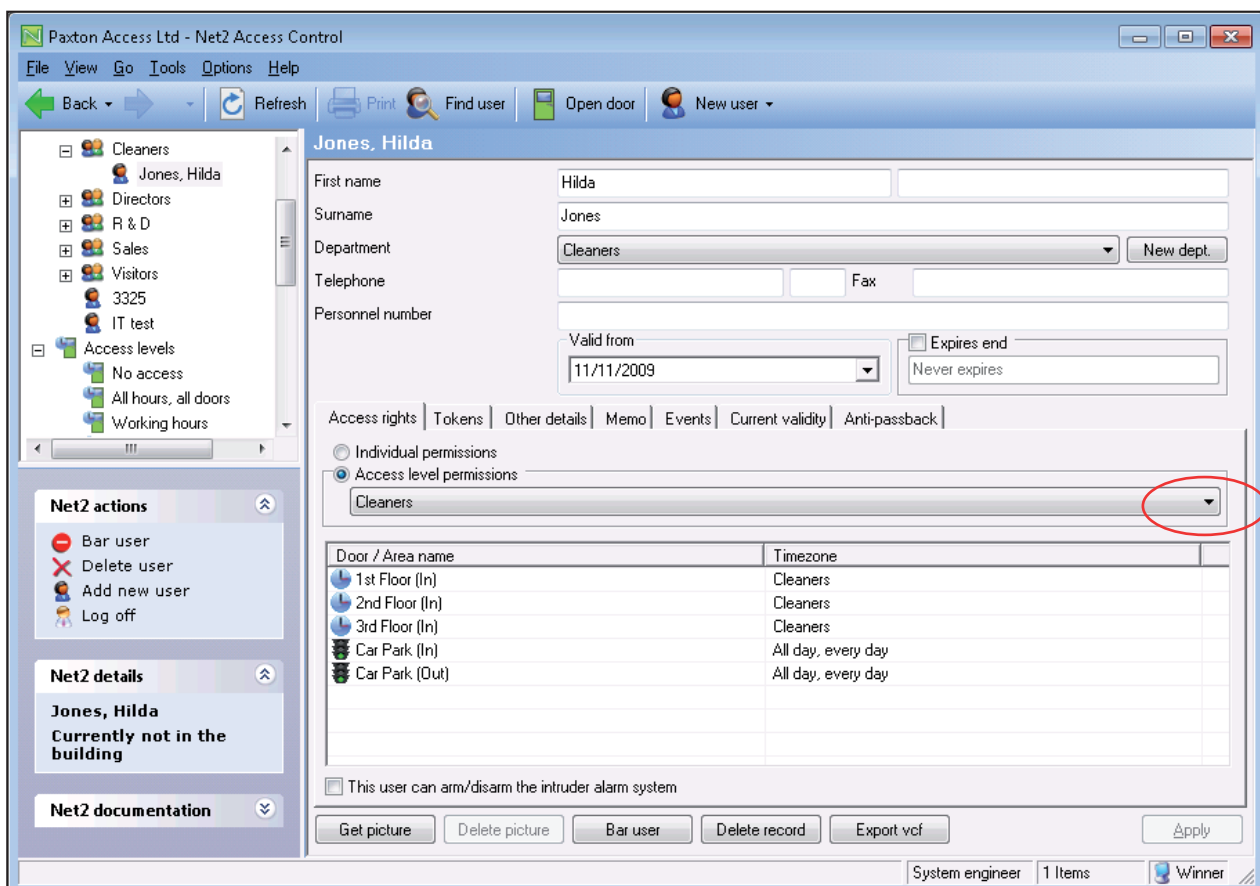 Paxton Access Ltd - Net2 Access Control
File View Go Tools Options Help
Back Refresh Print Find user Open door New user
Cleaners
Jones, Hilda
Directors
R & D
Sales
Visitors
3325
IT test
Access levels
No access
All hours, all doors
Working hours
Net2 actions
Bar user
Delete user
Add new user
Log off
Net2 details
Jones, Hilda
Currently not in the
building
Net2 documentation
Jones, Hilda
First name Hilda
Surname Jones
Department Cleaners New dept.
Telephone Fax
Personnel number
Valid from Expires end
11/11/2009 Never expires
Access rights Tokens Other details Memo Events Current validity Anti-passback
Individual permissions
Access level permissions
Cleaners
Door / Area name Timezone
1st Floor (In) Cleaners
2nd Floor (In) Cleaners
3rd Floor (In) Cleaners
Car Park (In) All day, every day
Car Park (Out) All day, every day
This user can arm/disarm the intruder alarm system
Get picture Delete picture Bar user Delete record Export vcf Apply
System engineer 1 Items Winner